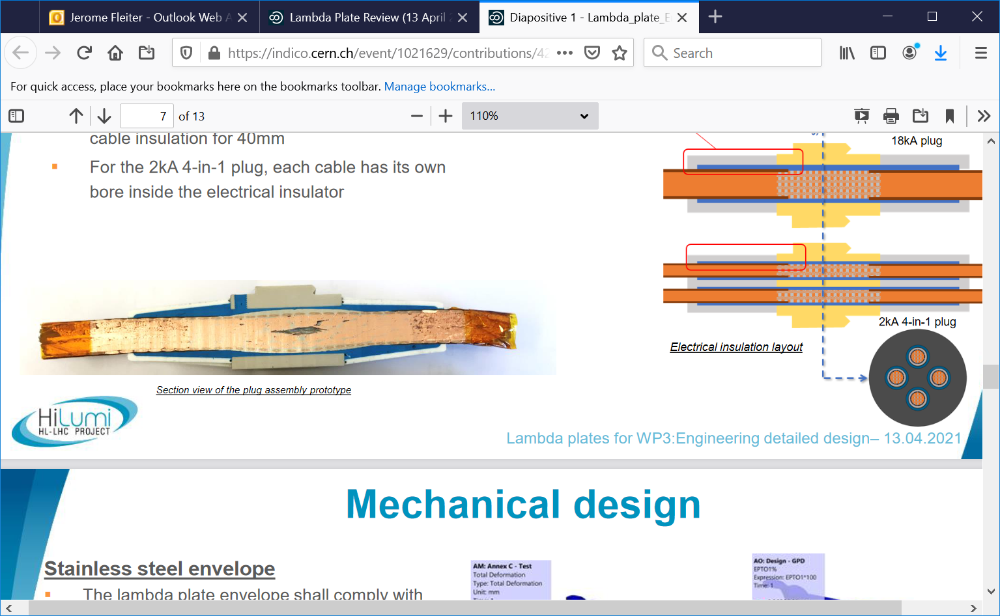 Jerome Fleiter - Outlook Web A
Lambda Plate Review (13 April 2
Diapositive 1 - Lambda_plate_E
https://indico.cern.ch/event/1021629/contributions/42
Search
For quick access, place your bookmarks here on the bookmarks toolbar. Manage bookmarks...
7 of 13
110%
cable insulation for 40mm
For the 2kA 4-in-1 plug, each cable has its own
bore inside the electrical insulator
18kA plug
2kA 4-in-1 plug
Electrical insulation layout
Section view of the plug assembly prototype
HiLumi
HL-LHC PROJECT
Lambda plates for WP3:Engineering detailed design– 13.04.2021
Mechanical design
Stainless steel envelope
The lambda plate envelope shall comply with
AM: Annex C - Test
Total Deformation
Type: Total Deformation
Unit: mm
AO: Design - GPD
EPTO1%
Expression: EPTO1*100
Time: 1